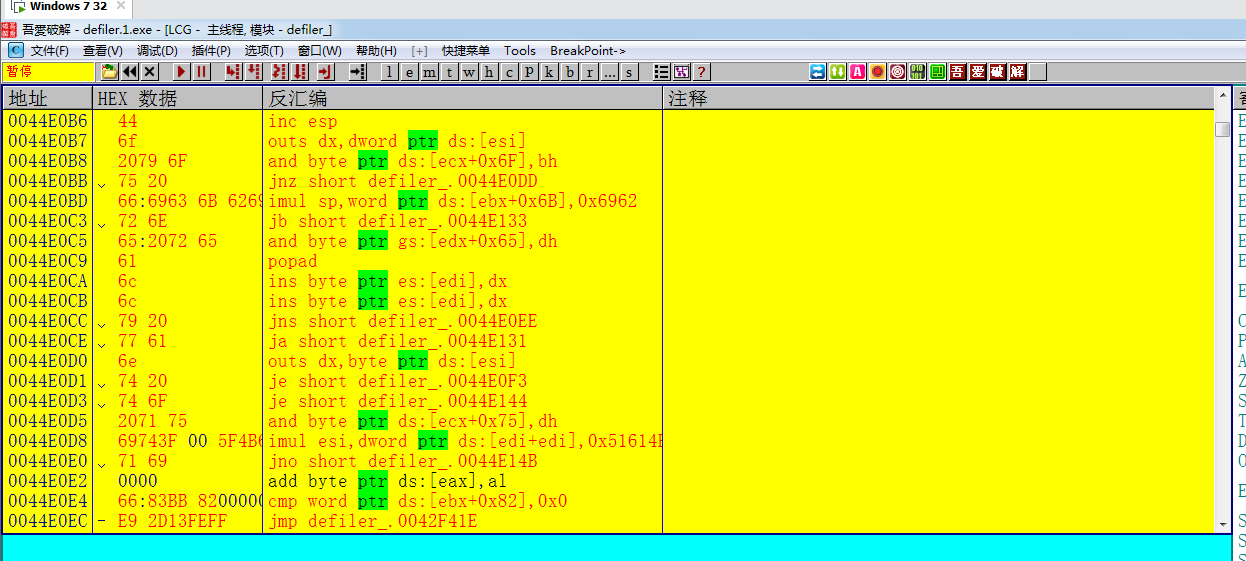 Windows 7 32
吾愛破解 - defiler.1.exe - [LCG - 主线程, 模块 - defiler_]
文件(F) 查看(V) 调试(D) 插件(P) 选项(T) 窗口(W) 帮助(H) [+] 快捷菜单 Tools BreakPoint->
暂停 l e m t w h c p k b r ... s ? A 吾 愛 破 解
地址 HEX 数据 反汇编 注释
0044E0B6 44 inc esp
0044E0B7 6f outs dx,dword ptr ds:[esi]
0044E0B8 2079 6F and byte ptr ds:[ecx+0x6F],bh
0044E0BB 75 20 jnz short defiler_.0044E0DD
0044E0BD 66:6963 6B 6269 imul sp,word ptr ds:[ebx+0x6B],0x6962
0044E0C3 72 6E jb short defiler_.0044E133
0044E0C5 65:2072 65 and byte ptr gs:[edx+0x65],dh
0044E0C9 61 popad
0044E0CA 6c ins byte ptr es:[edi],dx
0044E0CB 6c ins byte ptr es:[edi],dx
0044E0CC 79 20 jns short defiler_.0044E0EE
0044E0CE 77 61 ja short defiler_.0044E131
0044E0D0 6e outs dx,byte ptr ds:[esi]
0044E0D1 74 20 je short defiler_.0044E0F3
0044E0D3 74 6F je short defiler_.0044E144
0044E0D5 2071 75 and byte ptr ds:[ecx+0x75],dh
0044E0D8 69743F 00 5F4B6 imul esi,dword ptr ds:[edi+edi],0x51614
0044E0E0 71 69 jno short defiler_.0044E14B
0044E0E2 0000 add byte ptr ds:[eax],al
0044E0E4 66:83BB 8200000 cmp word ptr ds:[ebx+0x82],0x0
0044E0EC - E9 2D13FEFF jmp defiler_.0042F41E